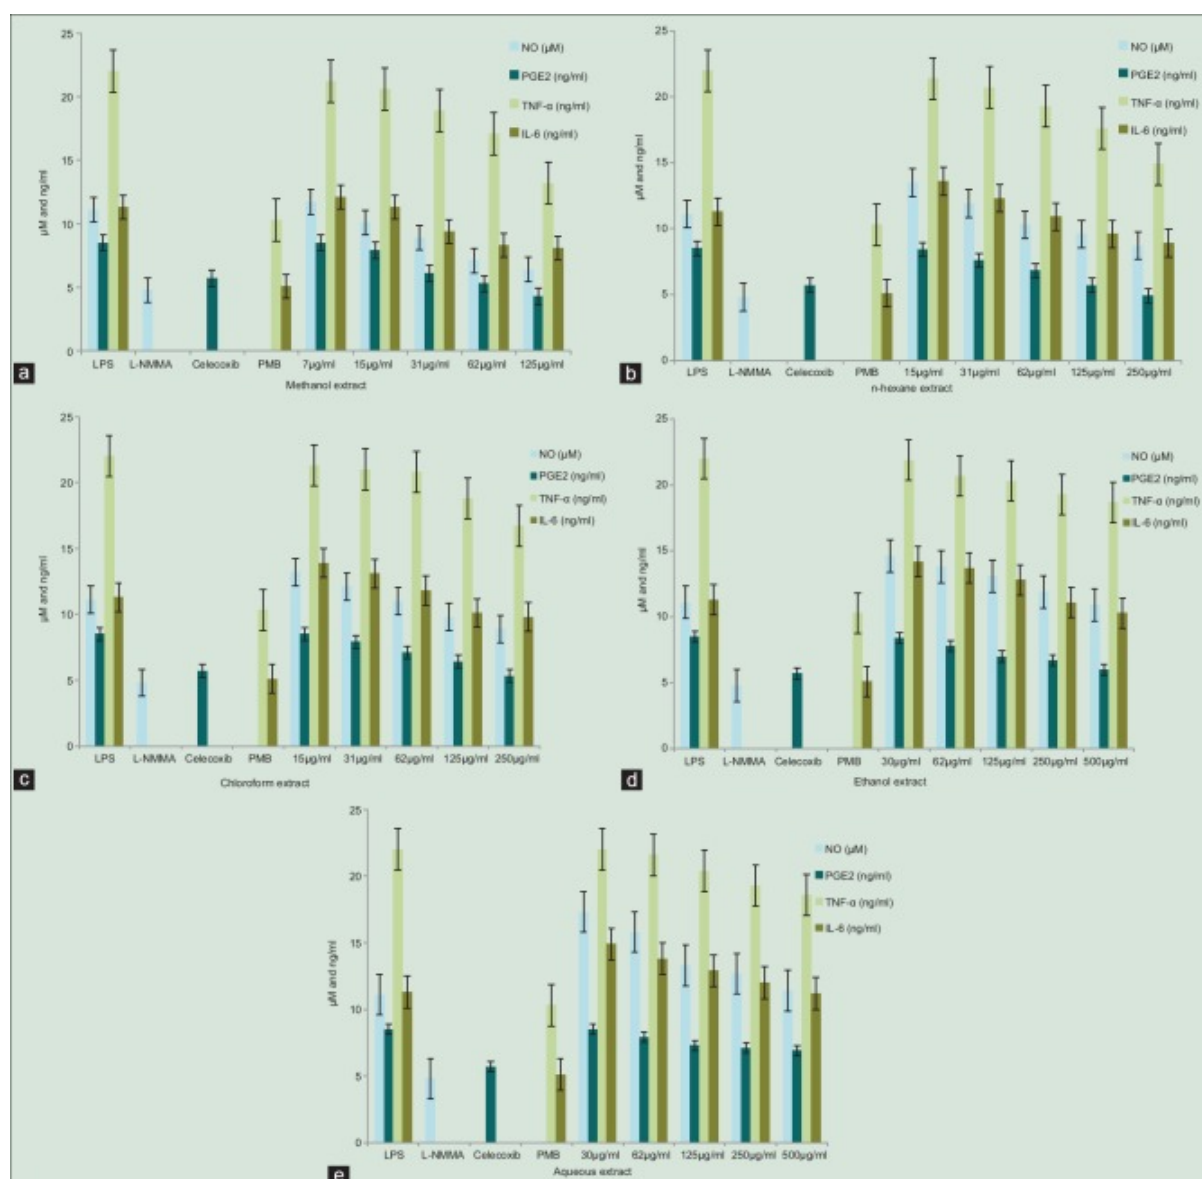 25
20
15
10
5
0
µM and ng/ml
NO (µM)
PGE2 (ng/ml)
TNF-α (ng/ml)
IL-6 (ng/ml)
LPS L-NMMA Celecoxib PMB 7µg/ml 15µg/ml 31µg/ml 62µg/ml 125µg/ml
Methanol extract
a
25
20
15
10
5
0
µM and ng/ml
NO (µM)
PGE2 (ng/ml)
TNF-α (ng/ml)
IL-6 (ng/ml)
LPS L-NMMA Celecoxib PMB 15µg/ml 31µg/ml 62µg/ml 125µg/ml 250µg/ml
n-hexane extract
b
25
20
15
10
5
0
µM and ng/ml
NO (µM)
PGE2 (ng/ml)
TNF-α (ng/ml)
IL-6 (ng/ml)
LPS L-NMMA Celecoxib PMB 15µg/ml 31µg/ml 62µg/ml 125µg/ml 250µg/ml
Chloroform extract
c
25
20
15
10
5
0
µM and ng/ml
NO (µM)
PGE2 (ng/ml)
TNF-α (ng/ml)
IL-6 (ng/ml)
LPS L-NMMA Celecoxib PMB 30µg/ml 62µg/ml 125µg/ml 250µg/ml 500µg/ml
Ethanol extract
d
25
20
15
10
5
0
µM and ng/ml
NO (µM)
PGE2 (ng/ml)
TNF-α (ng/ml)
IL-6 (ng/ml)
LPS L-NMMA Celecoxib PMB 30µg/ml 62µg/ml 125µg/ml 250µg/ml 500µg/ml
Aqueous extract
e